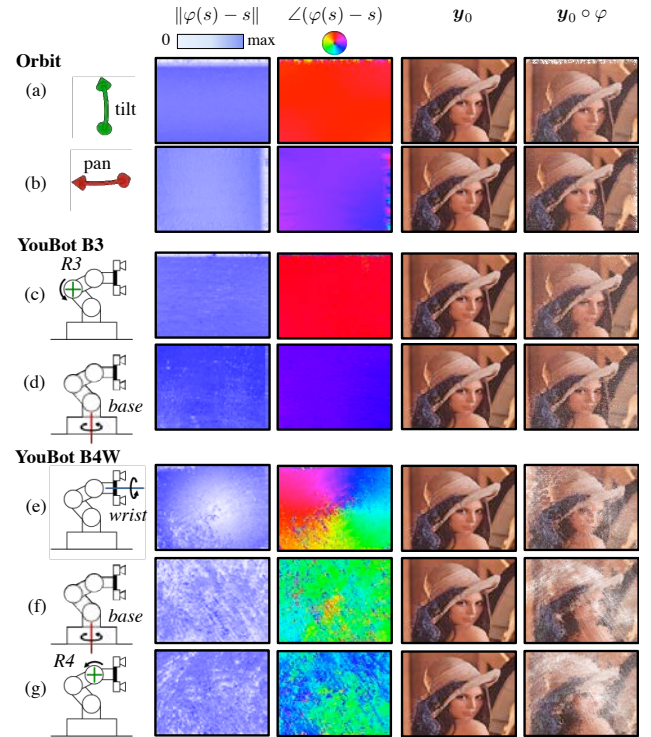 ‖φ(s) − s‖ ∠(φ(s) − s) y₀ y₀ ∘ φ
0 max
Orbit
(a) tilt
(b) pan
YouBot B3
(c) R3
(d) base
YouBot B4W
(e) wrist
(f) base
(g) R4